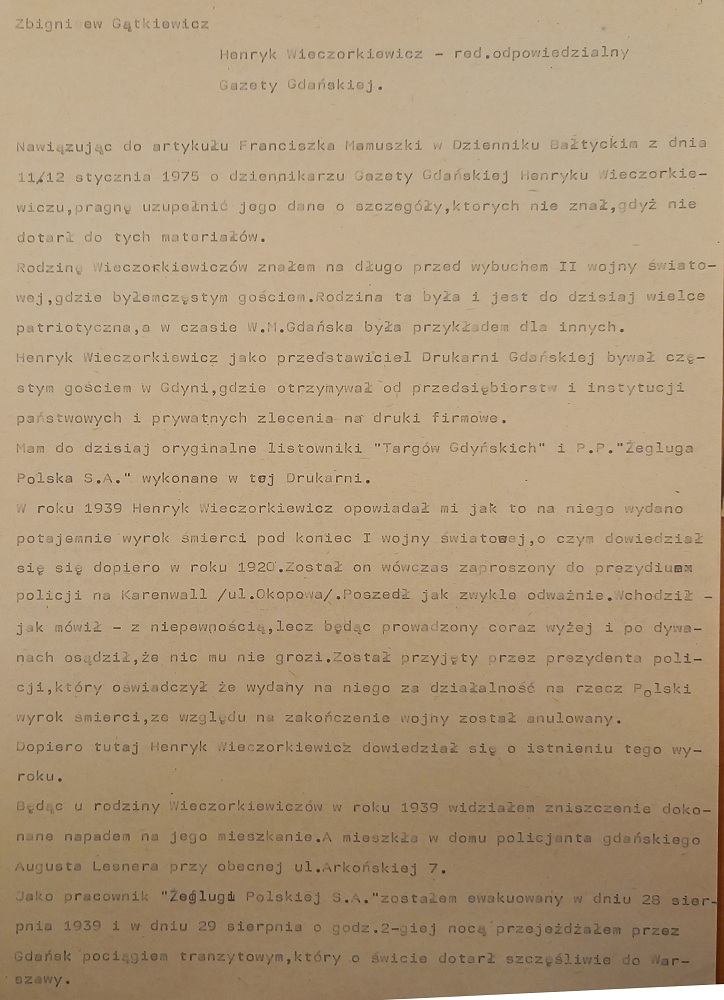 Zbigniew Gątkiewicz
Henryk Wieczorkiewicz - red.odpowiedzialny
Gazety Gdańskiej.
Nawiązując do artykułu Franciszka Mamuszki w Dzienniku Bałtyckim z dnia
11/12 stycznia 1975 o dziennikarzu Gazety Gdańskiej Henryku Wieczorkie-
wiczu,pragnę uzupełnić jego dane o szczegóły,ktorych nie znał,gdyż nie
dotarł do tych materiałów.
Rodzinę Wieczorkiewiczów znałem na długo przed wybuchem II wojny świato-
wej,gdzie byłemczęstym gościem.Rodzina ta była i jest do dzisiaj wielce
patriotyczna,a w czasie W.M.Gdańska była przykładem dla innych.
Henryk Wieczorkiewicz jako przedstawiciel Drukarni Gdańskiej bywał czę-
stym gościem w Gdyni,gdzie otrzymywał od przedsiębiorstw i instytucji
państwowych i prywatnych zlecenia na druki firmowe.
Mam do dzisiaj oryginalne listowniki "Targów Gdyńskich" i P.P."Żegluga
Polska S.A." wykonane w tej Drukarni.
W roku 1939 Henryk Wieczorkiewicz opowiadał mi jak to na niego wydano
potajemnie wyrok śmierci pod koniec I wojny światowej,o czym dowiedział
się się dopiero w roku 1920.Został on wówczas zaproszony do prezydium
policji na Karenwall /ul.Okopowa/.Poszedł jak zwykle odważnie.Wchodził -
jak mówił - z niepewnością,lecz będąc prowadzony coraz wyżej i po dywa-
nach osądził,że nic mu nie grozi.Został przyjęty przez prezydenta poli-
cji,który oświadczył że wydany na niego za działalność na rzecz Polski
wyrok śmierci,ze względu na zakończenie wojny został anulowany.
Dopiero tutaj Henryk Wieczorkiewicz dowiedział się o istnieniu tego wy-
roku.
Będąc u rodziny Wieczorkiewiczów w roku 1939 widziałem zniszczenie doko-
nane napadem na jego mieszkanie.A mieszkła w domu policjanta gdańskiego
Augusta Lesnera przy obecnej ul.Arkońskiej 7.
Jako pracownik "Żeglugi Polskiej S.A."zostałem ewakuowany w dniu 28 sier-
pnia 1939 i w dniu 29 sierpnia o godz.2-giej nocą przejeżdżałem przez
Gdańsk pociągiem tranzytowym,który o świcie dotarł szczęśliwie do War-
szawy.